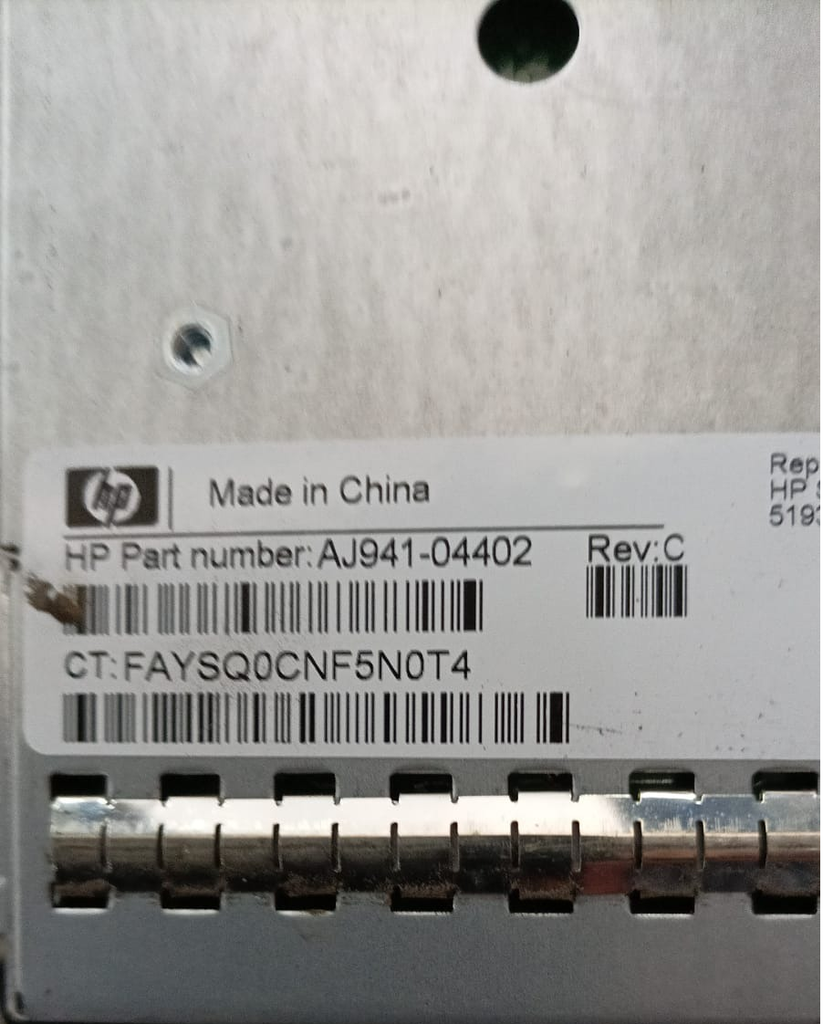 hp
Made in China
HP Part number: AJ941-04402
Rev: C
CT: FAYSQ0CNF5N0T4
Rep
HP
519